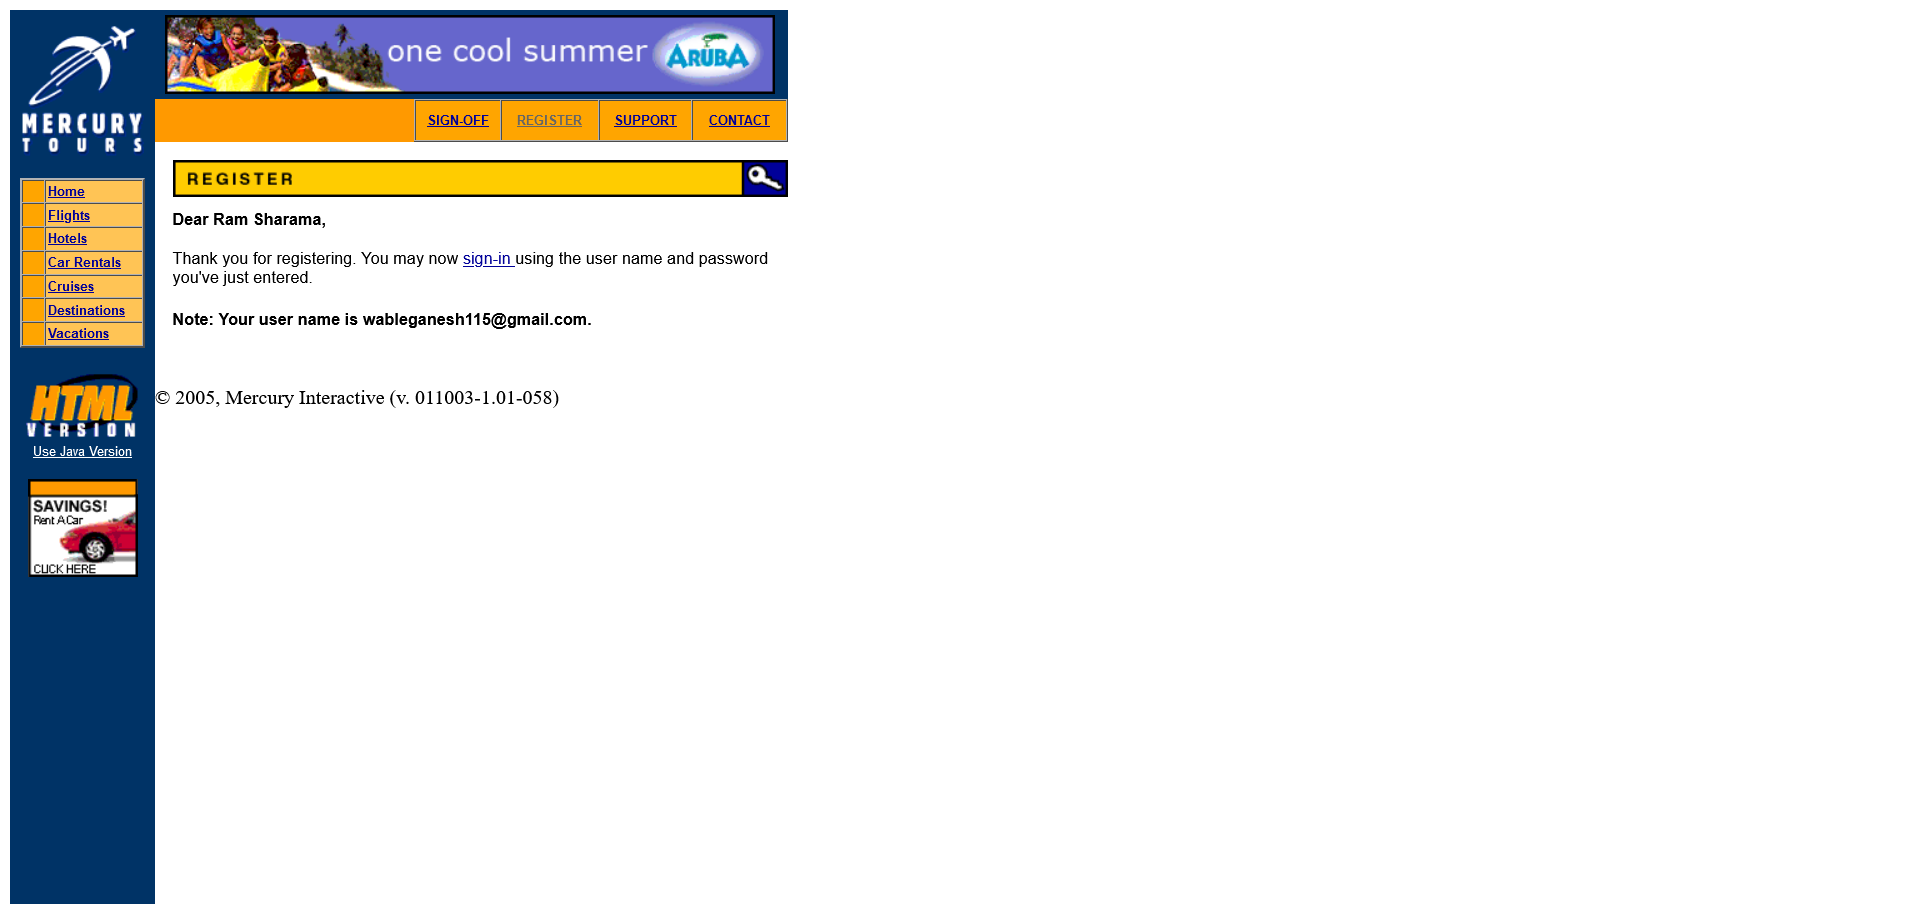 MERCURY
TOURS
one cool summer
ARUBA
SIGN-OFF
REGISTER
SUPPORT
CONTACT
Home
Flights
Hotels
Car Rentals
Cruises
Destinations
Vacations
HTML
VERSION
Use Java Version
SAVINGS!
Rent A Car
CLICK HERE
REGISTER
Dear Ram Sharama,
Thank you for registering. You may now sign-in using the user name and password
you've just entered.
Note: Your user name is wableganesh115@gmail.com.
© 2005, Mercury Interactive (v. 011003-1.01-058)